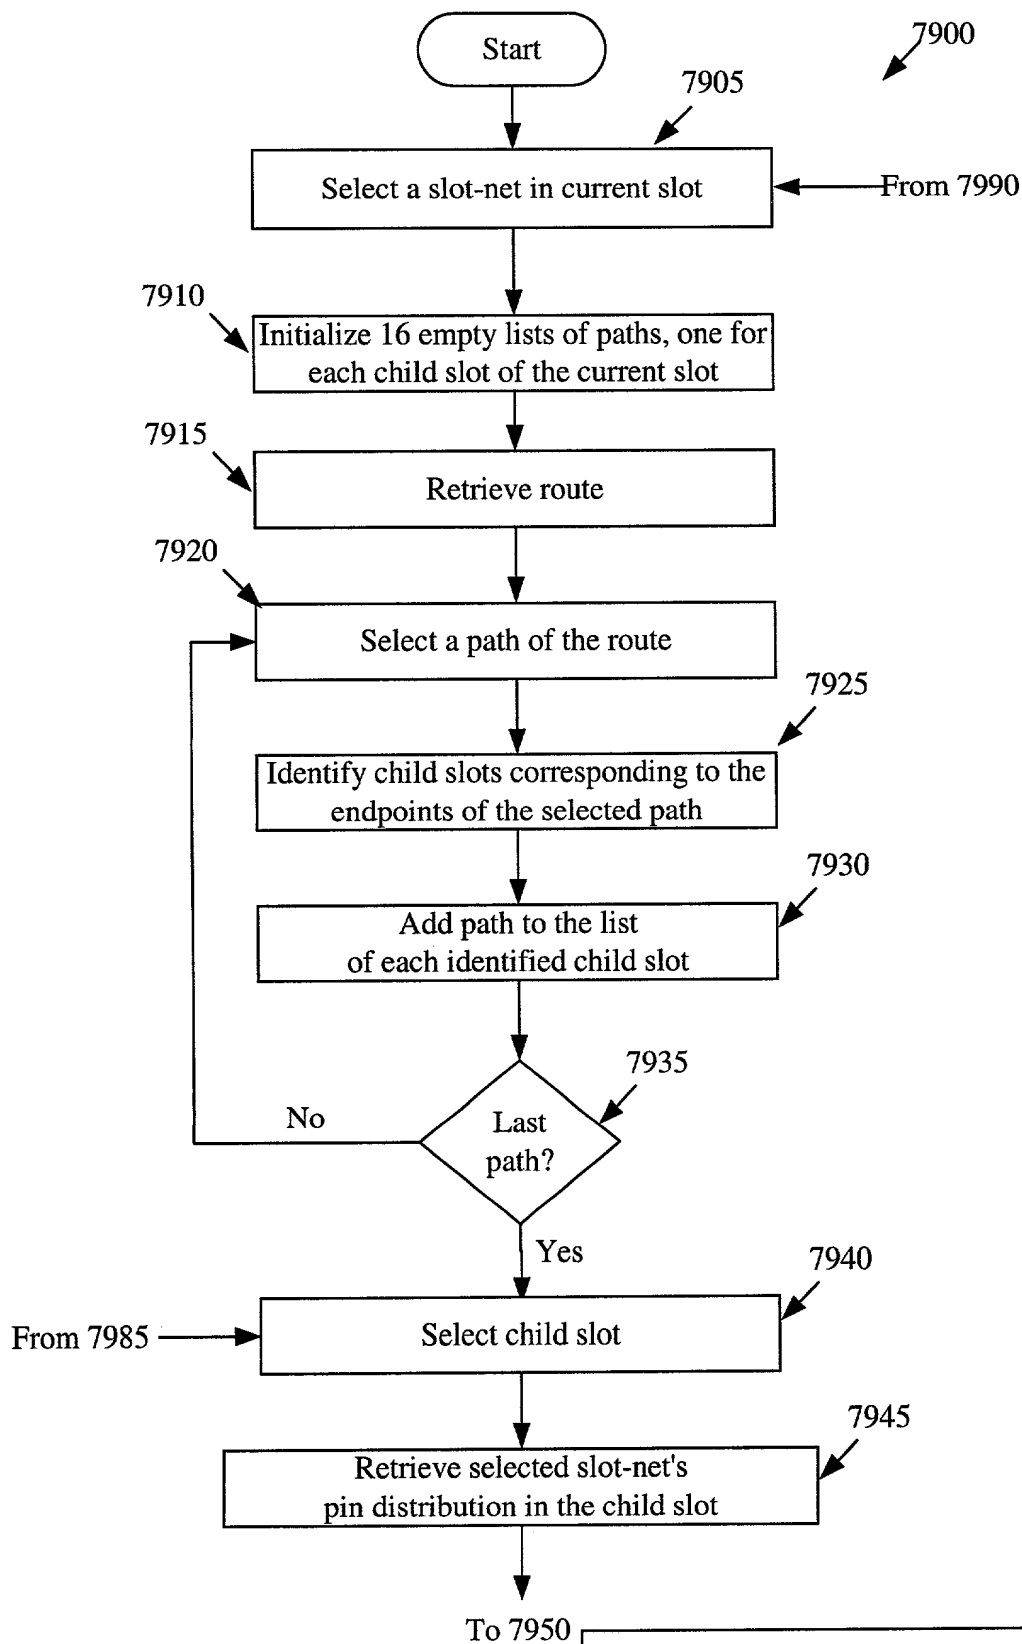 Start
7900
7905
Select a slot-net in current slot
From 7990
7910
Initialize 16 empty lists of paths, one for
each child slot of the current slot
7915
Retrieve route
7920
Select a path of the route
7925
Identify child slots corresponding to the
endpoints of the selected path
7930
Add path to the list
of each identified child slot
7935
Last
path?
No
Yes
7940
From 7985
Select child slot
7945
Retrieve selected slot-net's
pin distribution in the child slot
To 7950